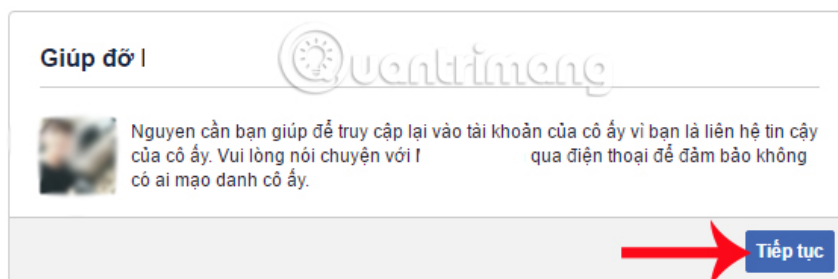 Quantrimang
Giúp đỡ
Nguyen cần bạn giúp để truy cập lại vào tài khoản của cô ấy vì bạn là liên hệ tin cậy
của cô ấy. Vui lòng nói chuyện với qua điện thoại để đảm bảo không
có ai mạo danh cô ấy.
Tiếp tục